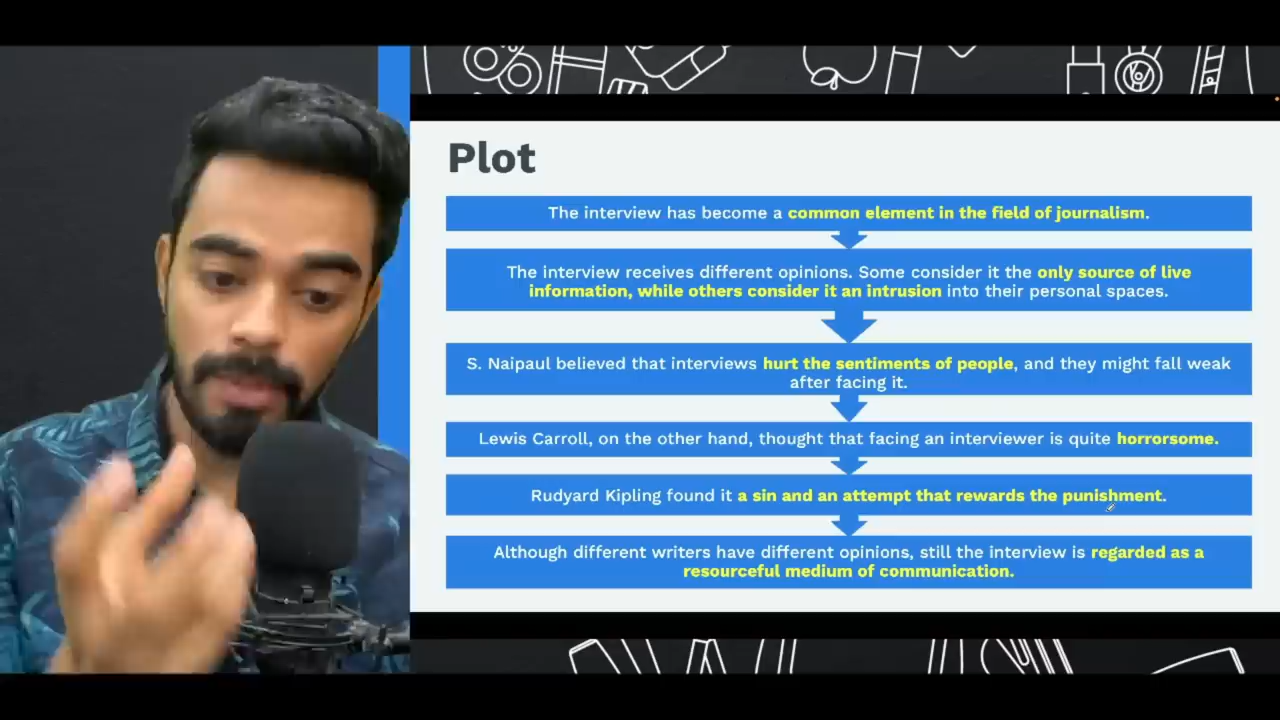 Plot
The interview has become a common element in the field of journalism.
The interview receives different opinions. Some consider it the only source of live
information, while others consider it an intrusion into their personal spaces.
S. Naipaul believed that interviews hurt the sentiments of people, and they might fall weak
after facing it.
Lewis Carroll, on the other hand, thought that facing an interviewer is quite horrorsome.
Rudyard Kipling found it a sin and an attempt that rewards the punishment.
Although different writers have different opinions, still the interview is regarded as a
resourceful medium of communication.